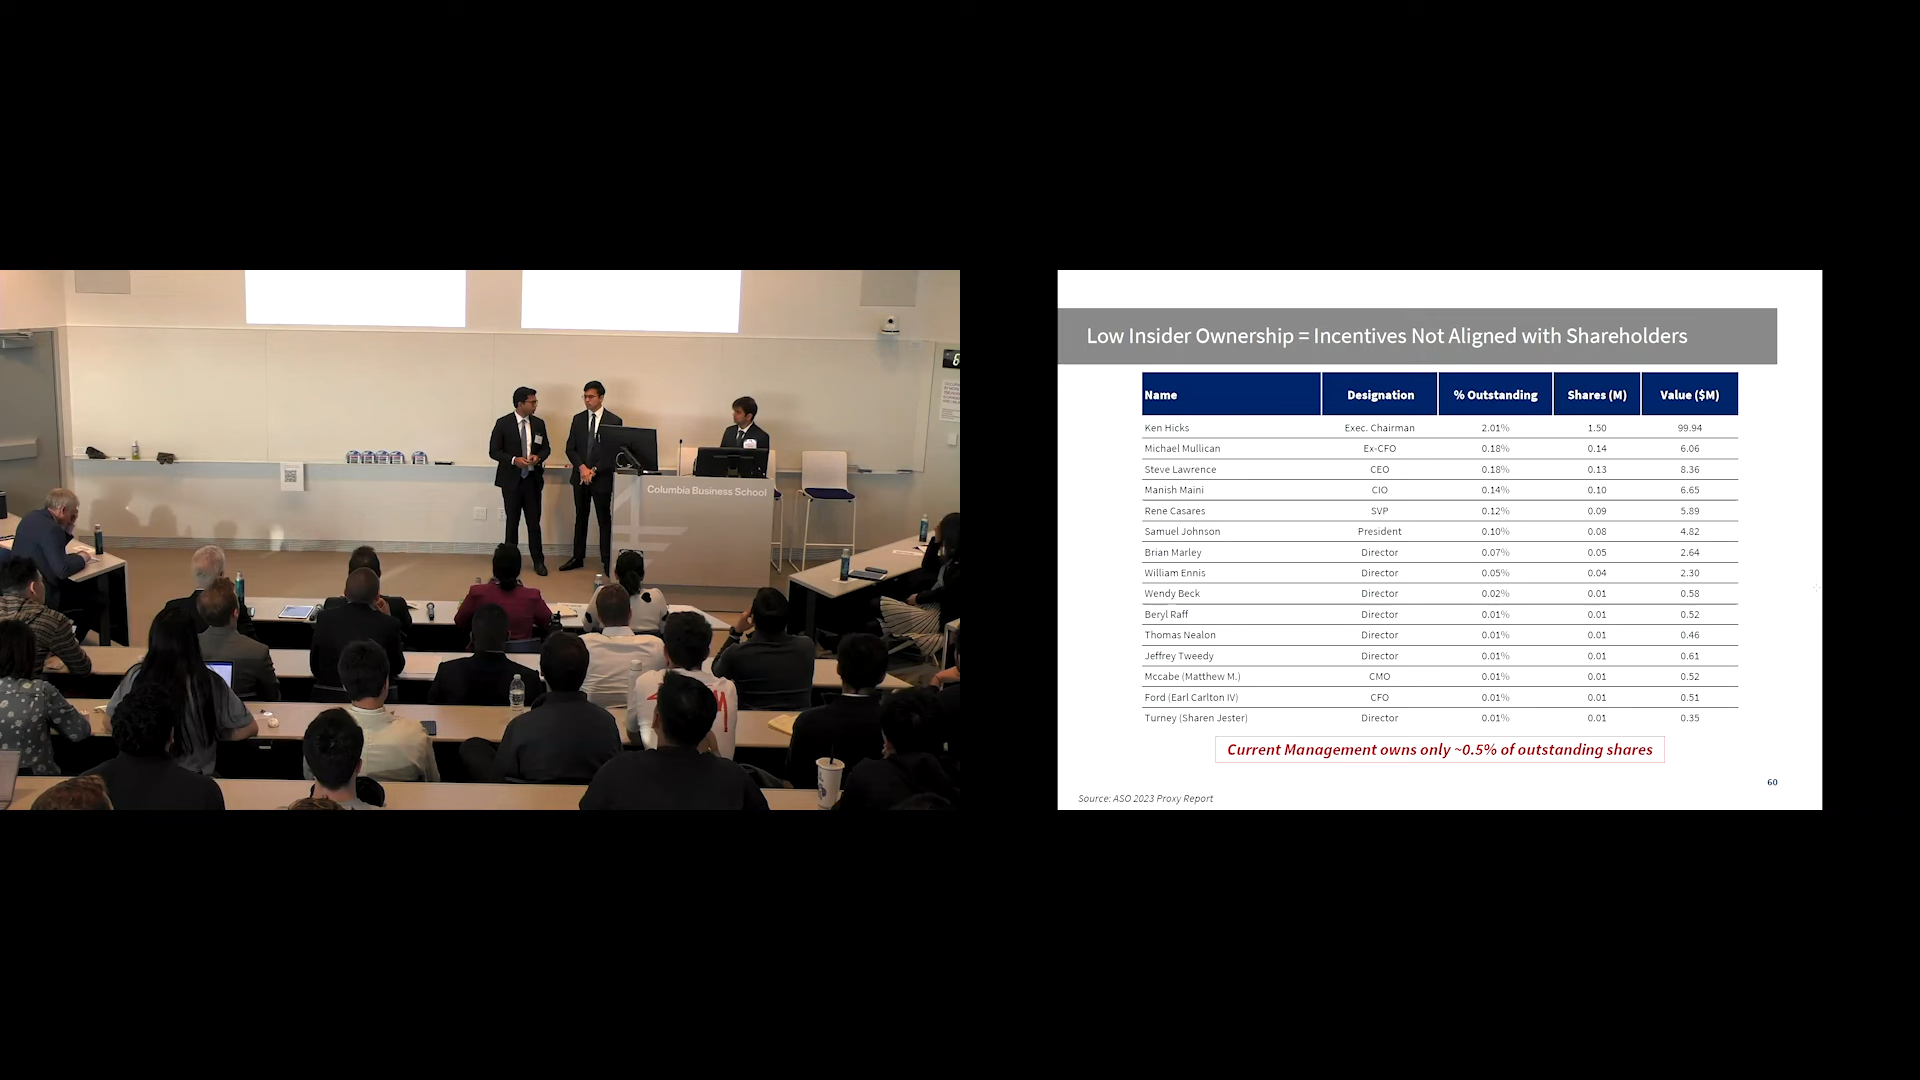 Columbia Business School
6
Low Insider Ownership = Incentives Not Aligned with Shareholders
Name Designation % Outstanding Shares (M) Value ($M)
Ken Hicks Exec. Chairman 2.01% 1.50 99.94
Michael Mullican Ex-CFO 0.18% 0.14 6.06
Steve Lawrence CEO 0.18% 0.13 8.36
Manish Maini CIO 0.14% 0.10 6.65
Rene Casares SVP 0.12% 0.09 5.89
Samuel Johnson President 0.10% 0.08 4.82
Brian Marley Director 0.07% 0.05 2.64
William Ennis Director 0.05% 0.04 2.30
Wendy Beck Director 0.02% 0.01 0.58
Beryl Raff Director 0.01% 0.01 0.52
Thomas Nealon Director 0.01% 0.01 0.46
Jeffrey Tweedy Director 0.01% 0.01 0.61
Mccabe (Matthew M.) CMO 0.01% 0.01 0.52
Ford (Earl Carlton IV) CFO 0.01% 0.01 0.51
Turney (Sharen Jester) Director 0.01% 0.01 0.35
Current Management owns only ~0.5% of outstanding shares
60
Source: ASO 2023 Proxy Report